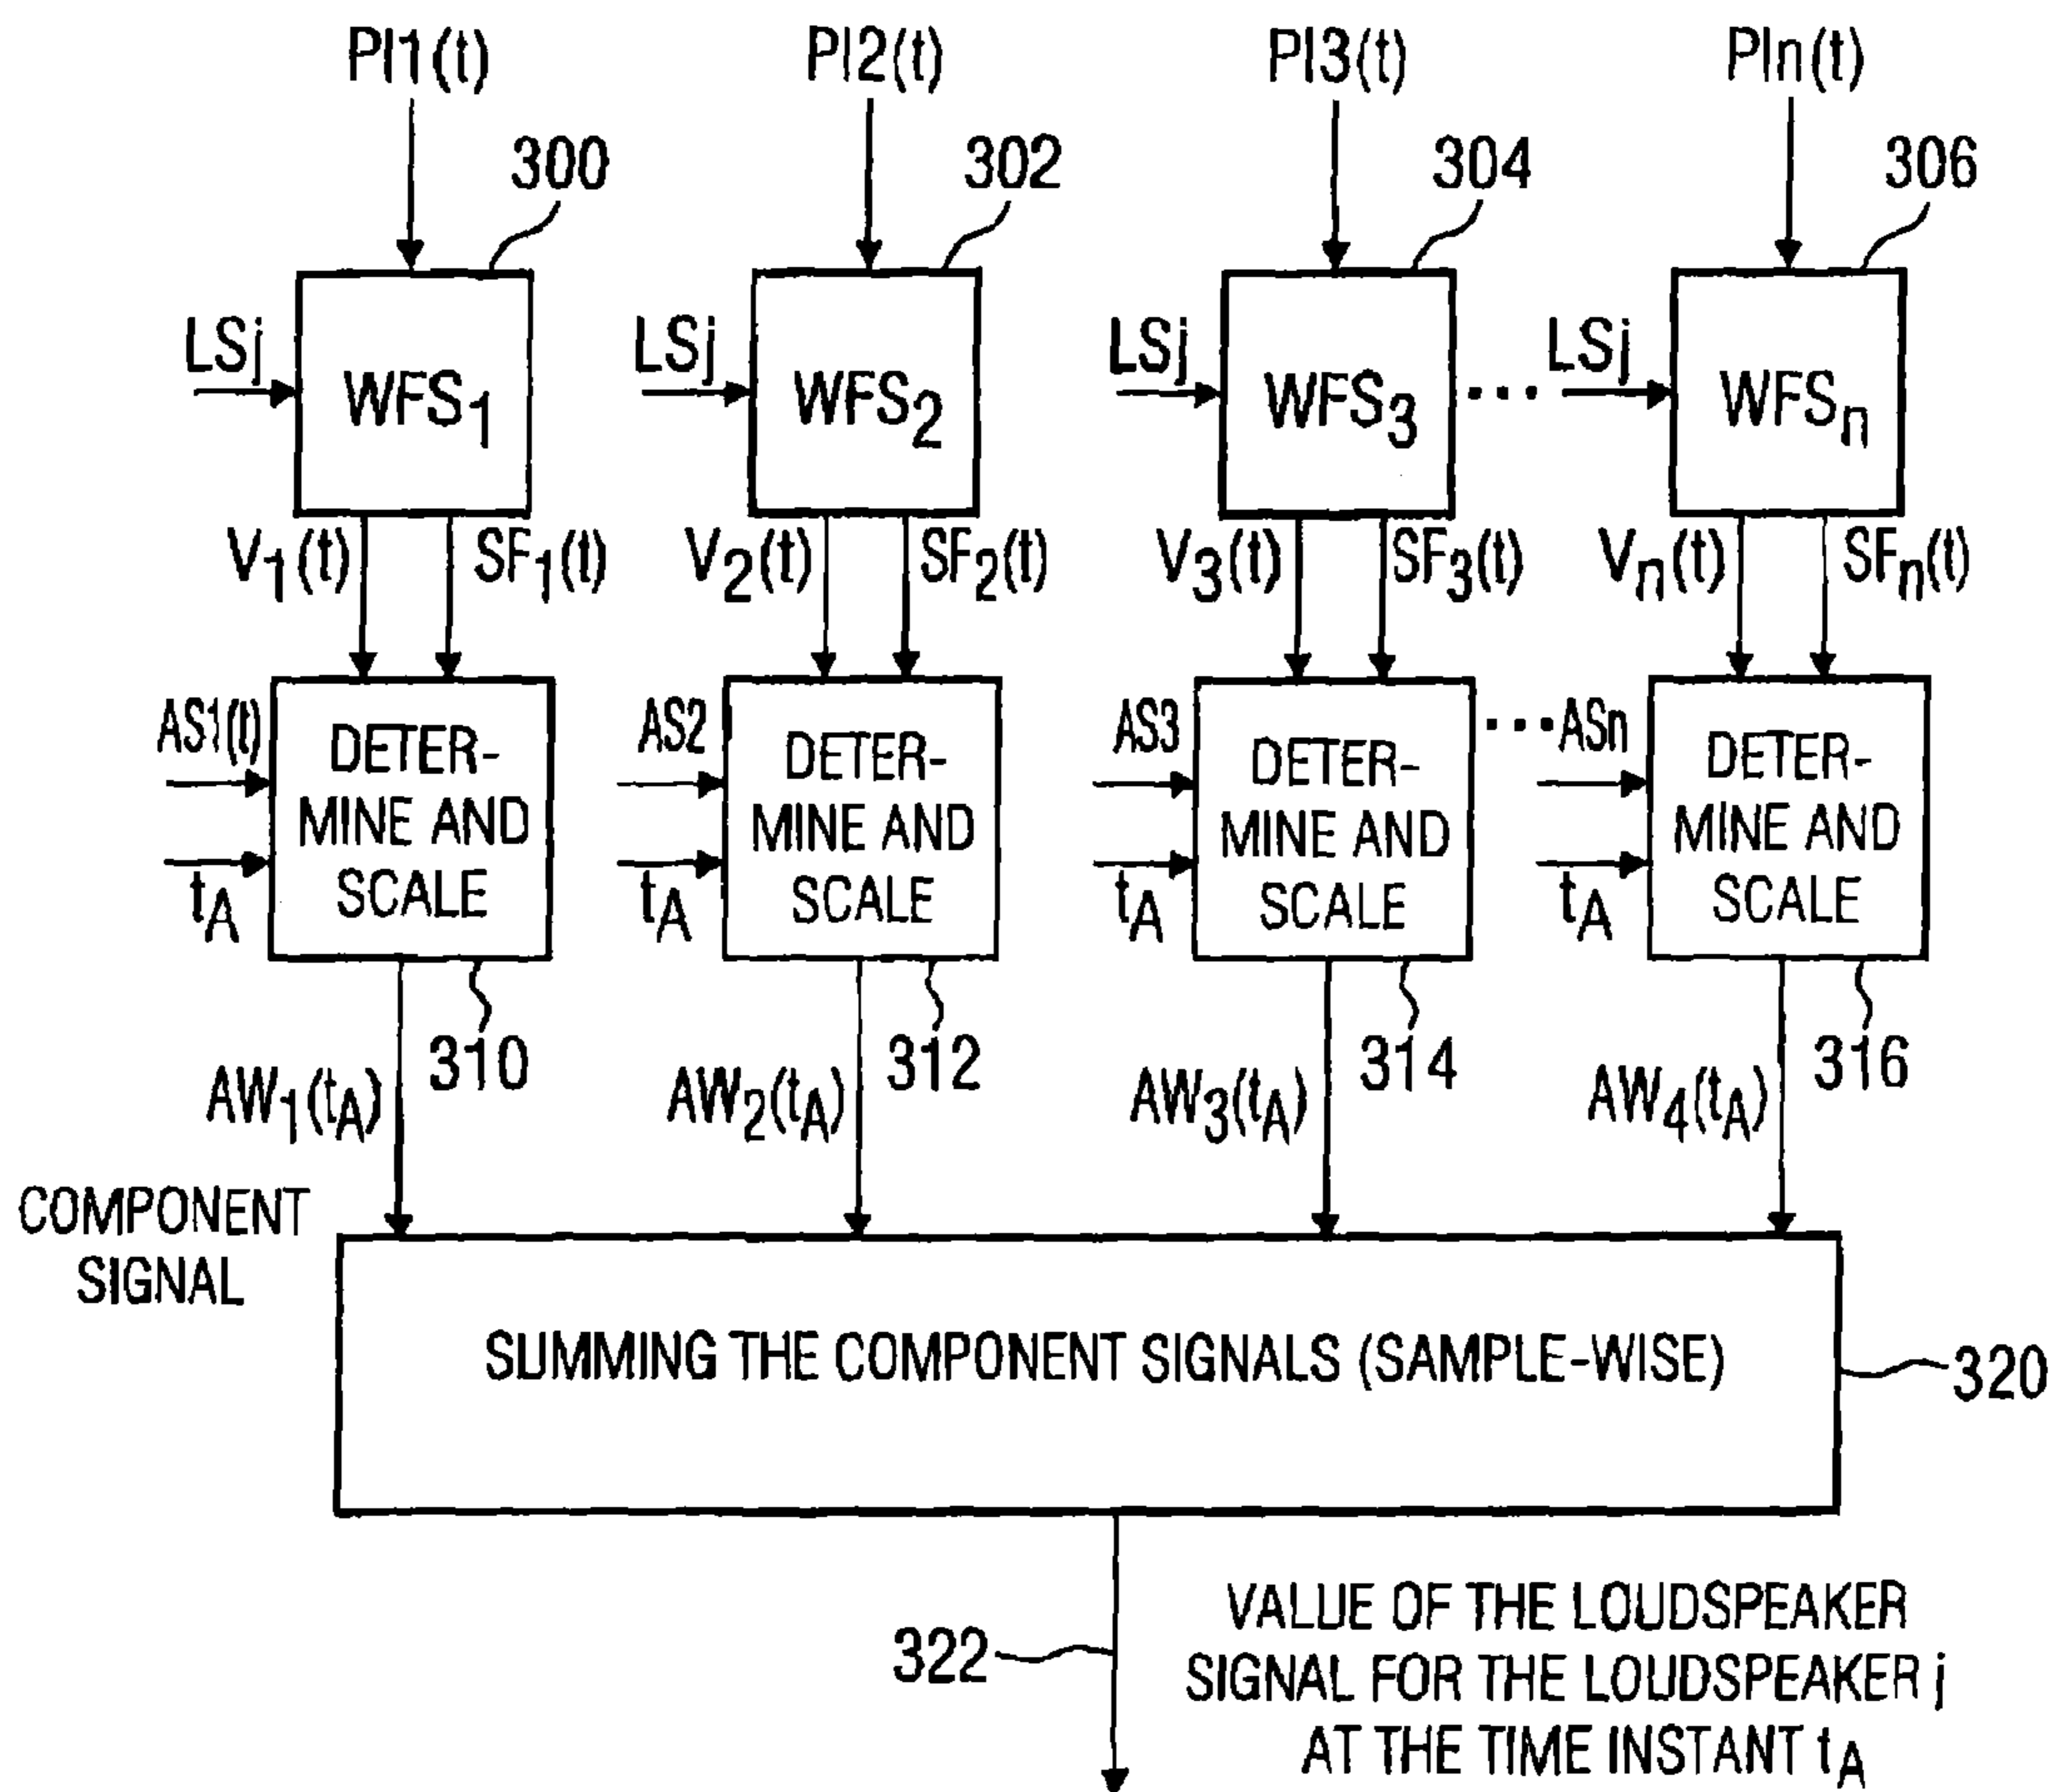 PI1(t) PI2(t) PI3(t) PIn(t)
300 302 304 306
LSj LSj LSj ... LSj
WFS1 WFS2 WFS3 WFSn
V1(t) SF1(t) V2(t) SF2(t) V3(t) SF3(t) Vn(t) SFn(t)
AS1(t) AS2 AS3 ... ASn
DETER- DETER- DETER- DETER-
MINE AND MINE AND MINE AND MINE AND
SCALE SCALE SCALE SCALE
tA tA tA tA
310 312 314 316
AW1(tA) AW2(tA) AW3(tA) AW4(tA)
COMPONENT
SIGNAL
SUMMING THE COMPONENT SIGNALS (SAMPLE-WISE)
320
322
VALUE OF THE LOUDSPEAKER
SIGNAL FOR THE LOUDSPEAKER j
AT THE TIME INSTANT tA